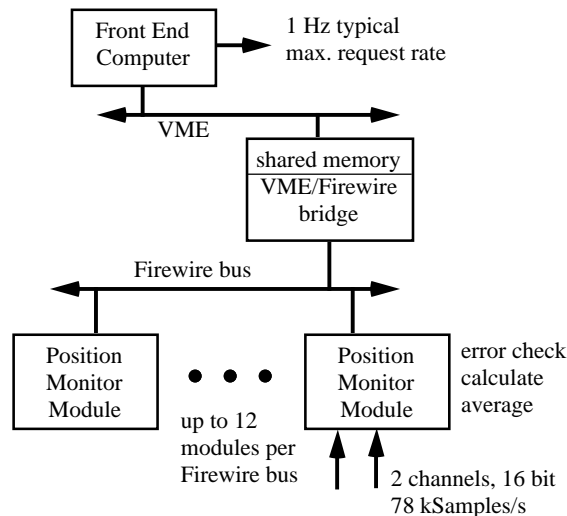 Front End
Computer
1 Hz typical
max. request rate
VME
shared memory
VME/Firewire
bridge
Firewire bus
Position
Monitor
Module
Position
Monitor
Module
error check
calculate
average
up to 12
modules per
Firewire bus
2 channels, 16 bit
78 kSamples/s